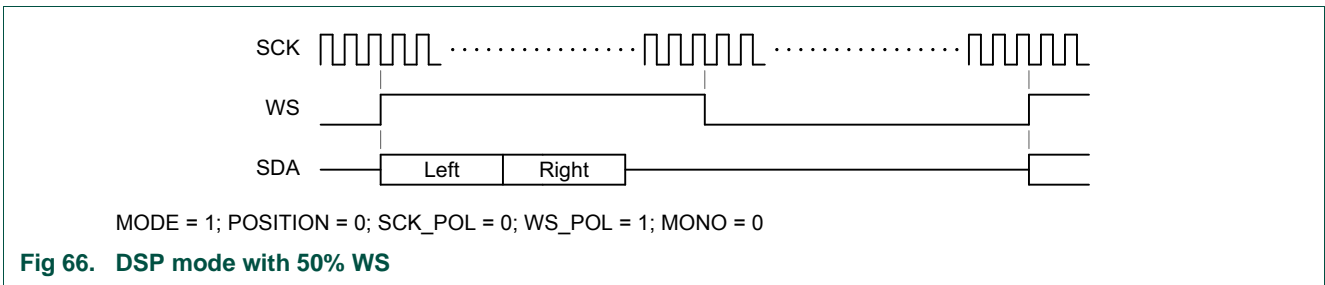 SCK
WS
SDA Left Right
MODE = 1; POSITION = 0; SCK_POL = 0; WS_POL = 1; MONO = 0
Fig 66. DSP mode with 50% WS